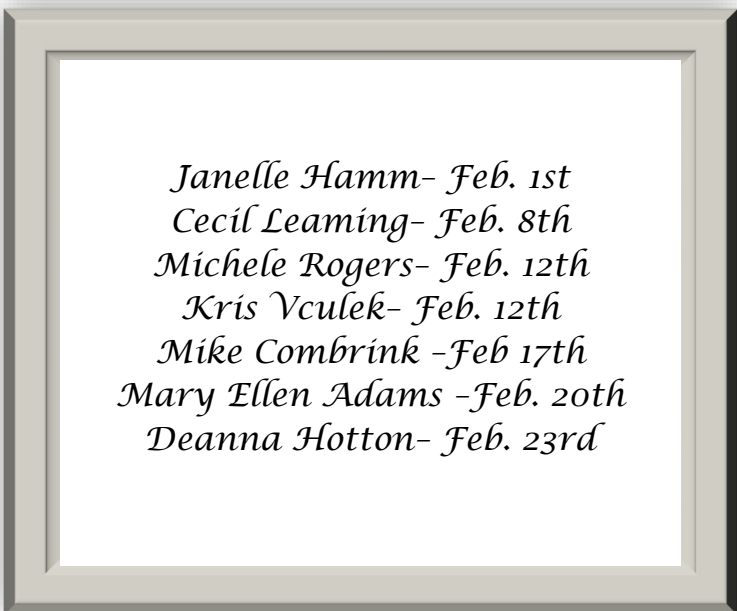 Janelle Hamm– Feb. 1st
Cecil Leaming– Feb. 8th
Michele Rogers– Feb. 12th
Kris Vculek– Feb. 12th
Mike Combrink –Feb 17th
Mary Ellen Adams –Feb. 20th
Deanna Hotton– Feb. 23rd